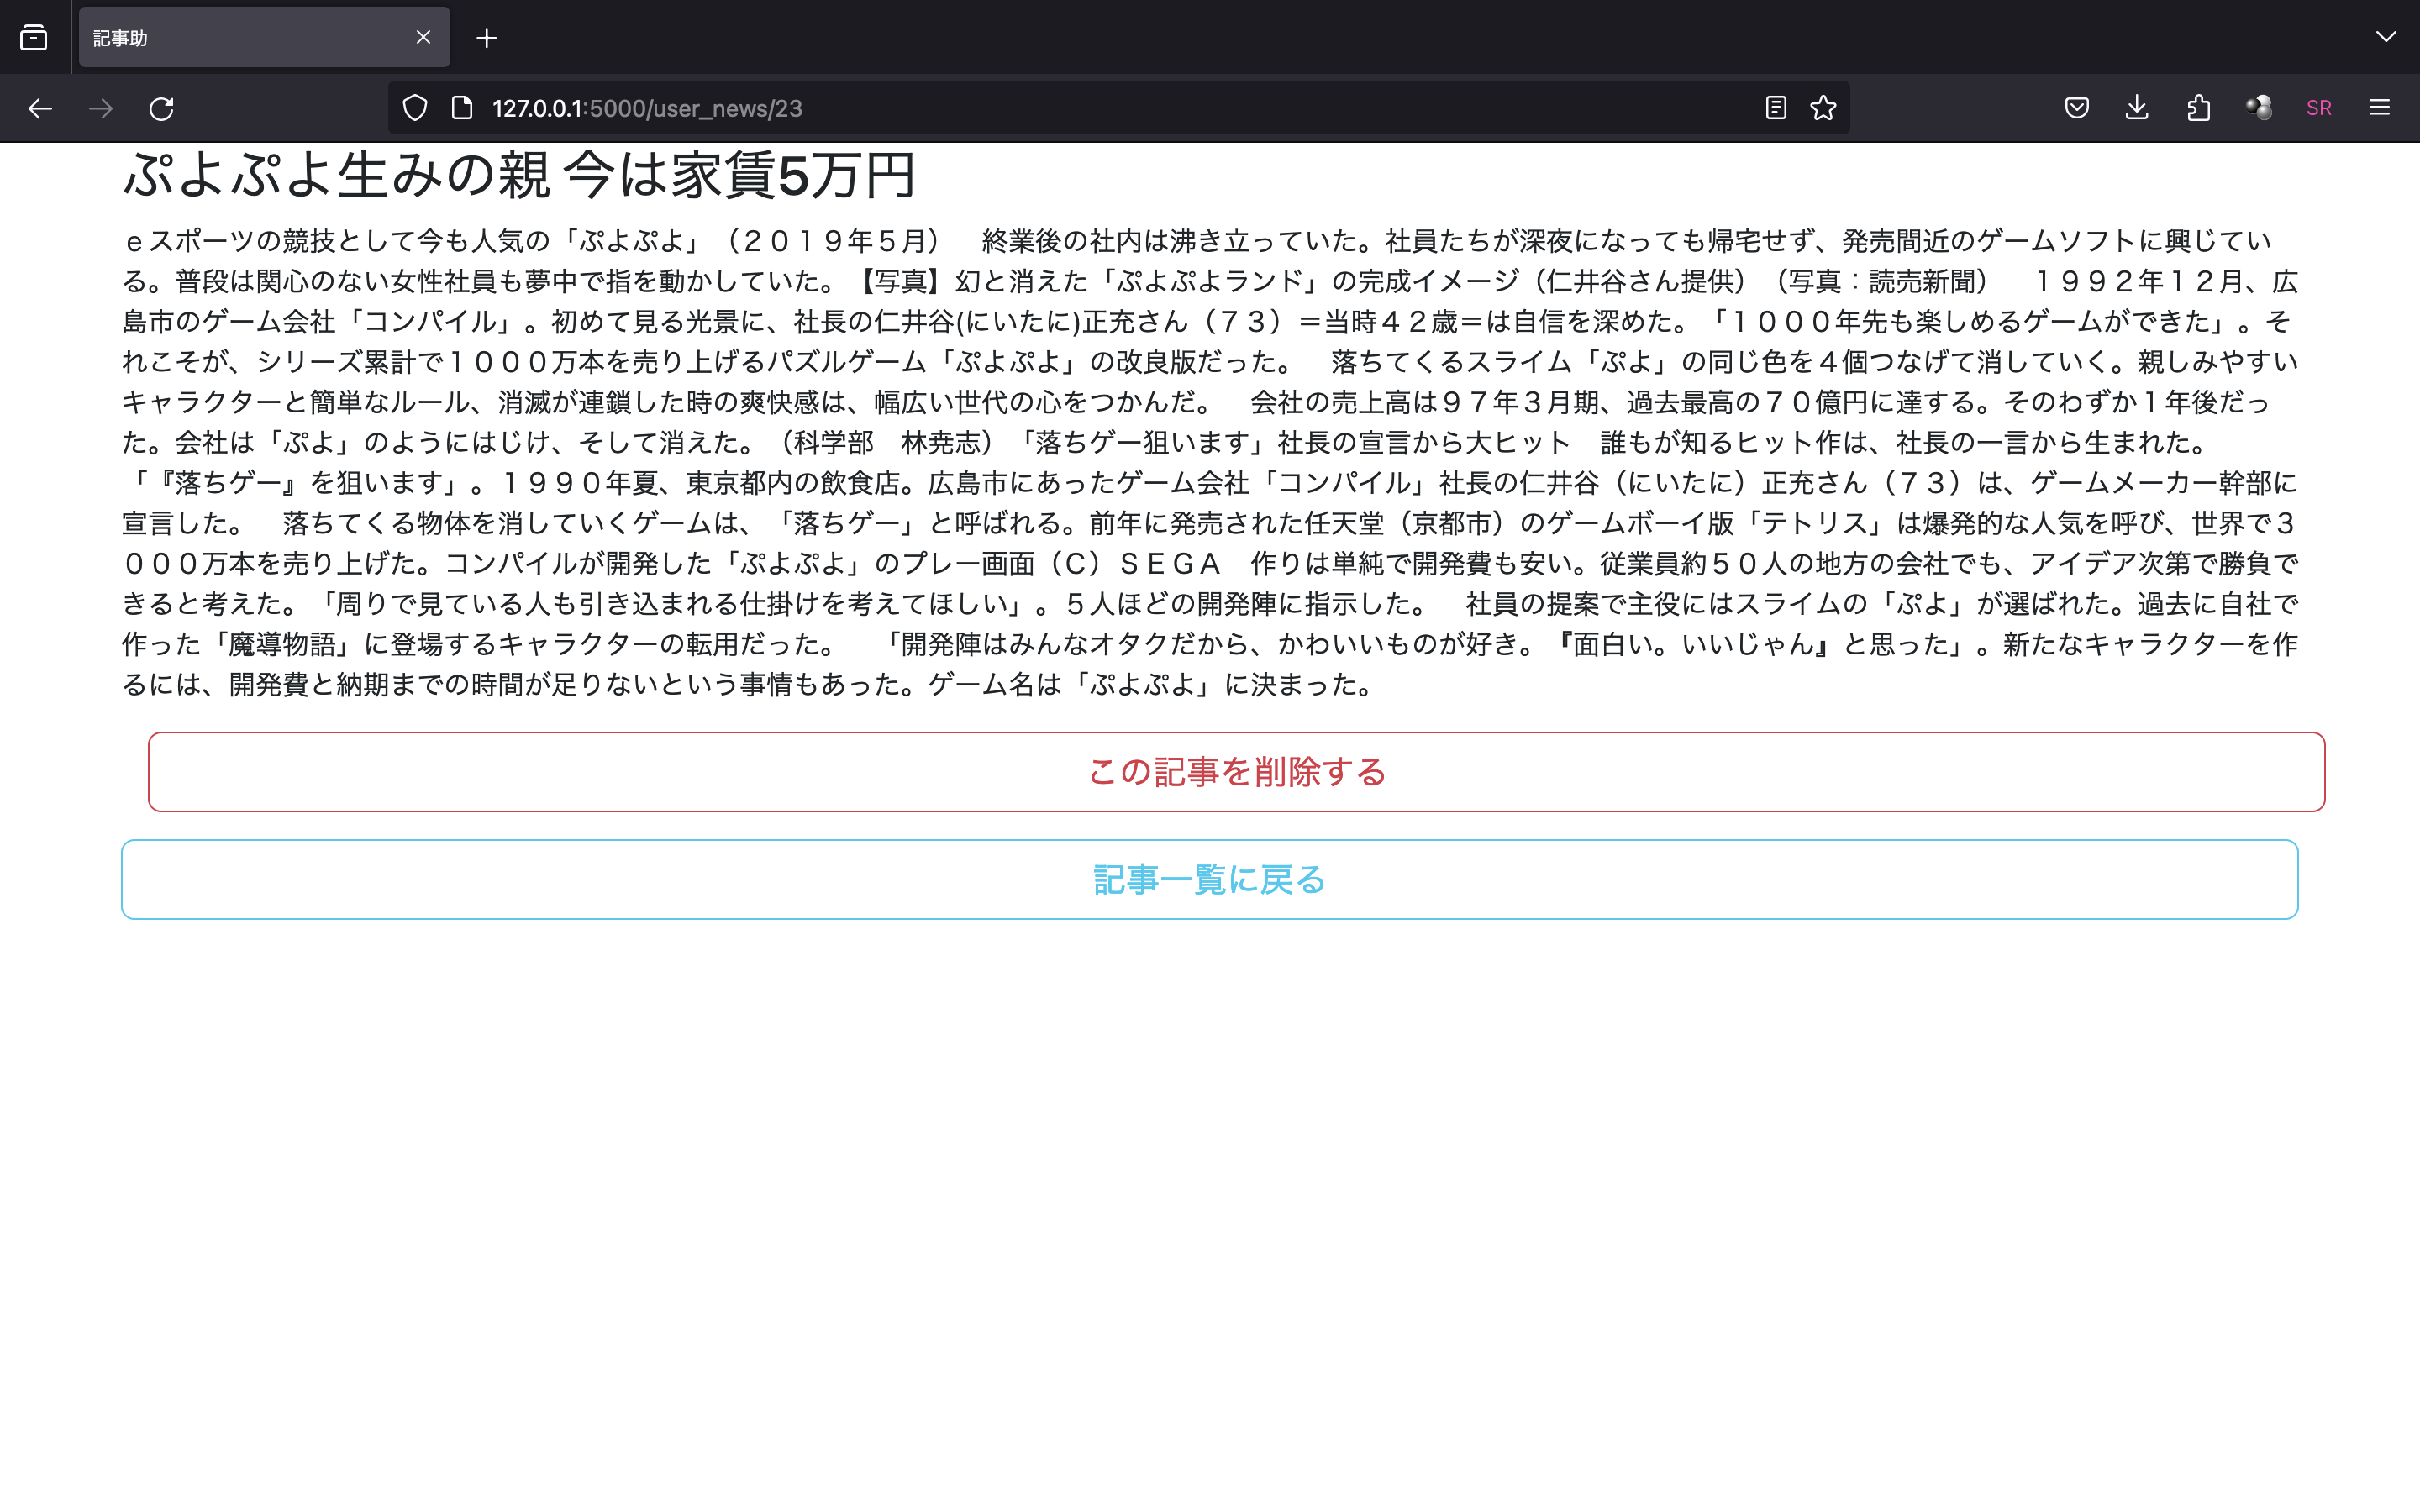 記事助
127.0.0.1:5000/user_news/23
SR
ぷよぷよ生みの親 今は家賃5万円
ｅスポーツの競技として今も人気の「ぷよぷよ」（２０１９年５月）　終業後の社内は沸き立っていた。社員たちが深夜になっても帰宅せず、発売間近のゲームソフトに興じてい
る。普段は関心のない女性社員も夢中で指を動かしていた。【写真】幻と消えた「ぷよぷよランド」の完成イメージ（仁井谷さん提供）（写真：読売新聞）　１９９２年１２月、広
島市のゲーム会社「コンパイル」。初めて見る光景に、社長の仁井谷(にいたに)正充さん（７３）＝当時４２歳＝は自信を深めた。「１０００年先も楽しめるゲームができた」。そ
れこそが、シリーズ累計で１０００万本を売り上げるパズルゲーム「ぷよぷよ」の改良版だった。　落ちてくるスライム「ぷよ」の同じ色を４個つなげて消していく。親しみやすい
キャラクターと簡単なルール、消滅が連鎖した時の爽快感は、幅広い世代の心をつかんだ。　会社の売上高は９７年３月期、過去最高の７０億円に達する。そのわずか１年後だっ
た。会社は「ぷよ」のようにはじけ、そして消えた。（科学部　林尭志）「落ちゲー狙います」社長の宣言から大ヒット　誰もが知るヒット作は、社長の一言から生まれた。
「『落ちゲー』を狙います」。１９９０年夏、東京都内の飲食店。広島市にあったゲーム会社「コンパイル」社長の仁井谷（にいたに）正充さん（７３）は、ゲームメーカー幹部に
宣言した。　落ちてくる物体を消していくゲームは、「落ちゲー」と呼ばれる。前年に発売された任天堂（京都市）のゲームボーイ版「テトリス」は爆発的な人気を呼び、世界で３
０００万本を売り上げた。コンパイルが開発した「ぷよぷよ」のプレー画面（Ｃ）ＳＥＧＡ　作りは単純で開発費も安い。従業員約５０人の地方の会社でも、アイデア次第で勝負で
きると考えた。「周りで見ている人も引き込まれる仕掛けを考えてほしい」。５人ほどの開発陣に指示した。　社員の提案で主役にはスライムの「ぷよ」が選ばれた。過去に自社で
作った「魔導物語」に登場するキャラクターの転用だった。　「開発陣はみんなオタクだから、かわいいものが好き。『面白い。いいじゃん』と思った」。新たなキャラクターを作
るには、開発費と納期までの時間が足りないという事情もあった。ゲーム名は「ぷよぷよ」に決まった。
この記事を削除する
記事一覧に戻る